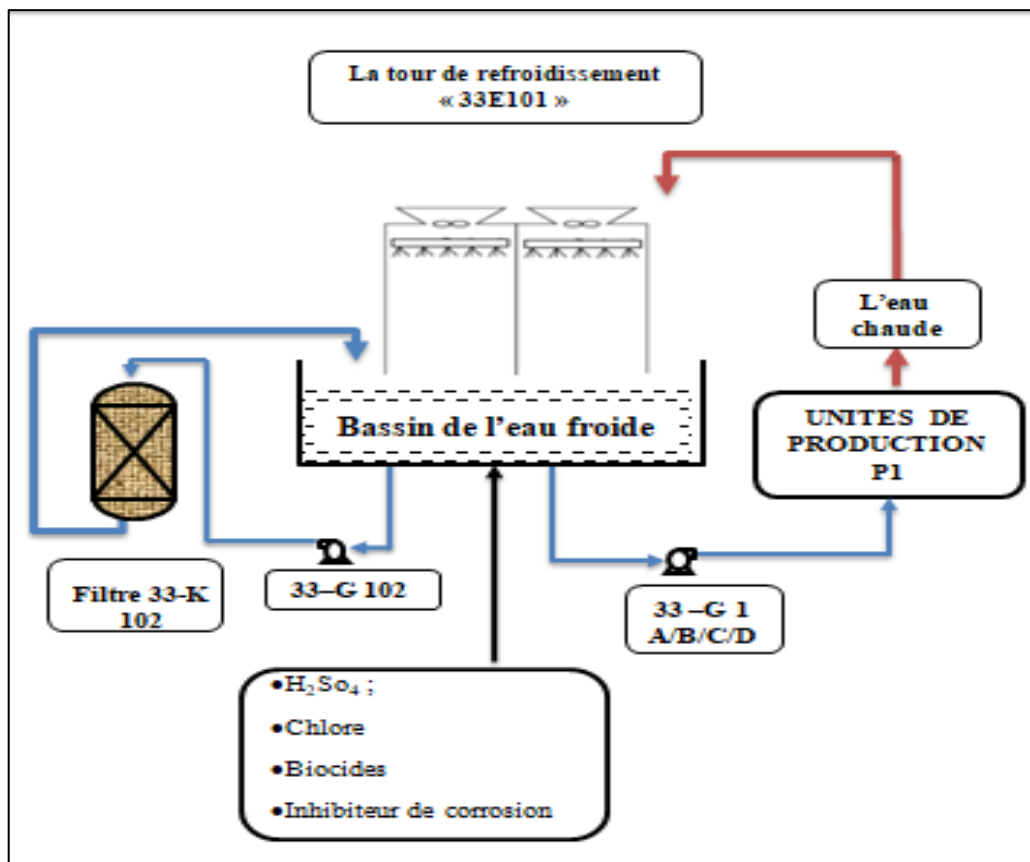 La tour de refroidissement
« 33E101 »
L'eau
chaude
Bassin de l'eau froide
UNITES DE
PRODUCTION
P1
Filtre 33-K
102
33–G 102
33 –G 1
A/B/C/D
•H₂So₄ ;
•Chlore
•Biocides
•Inhibiteur de corrosion